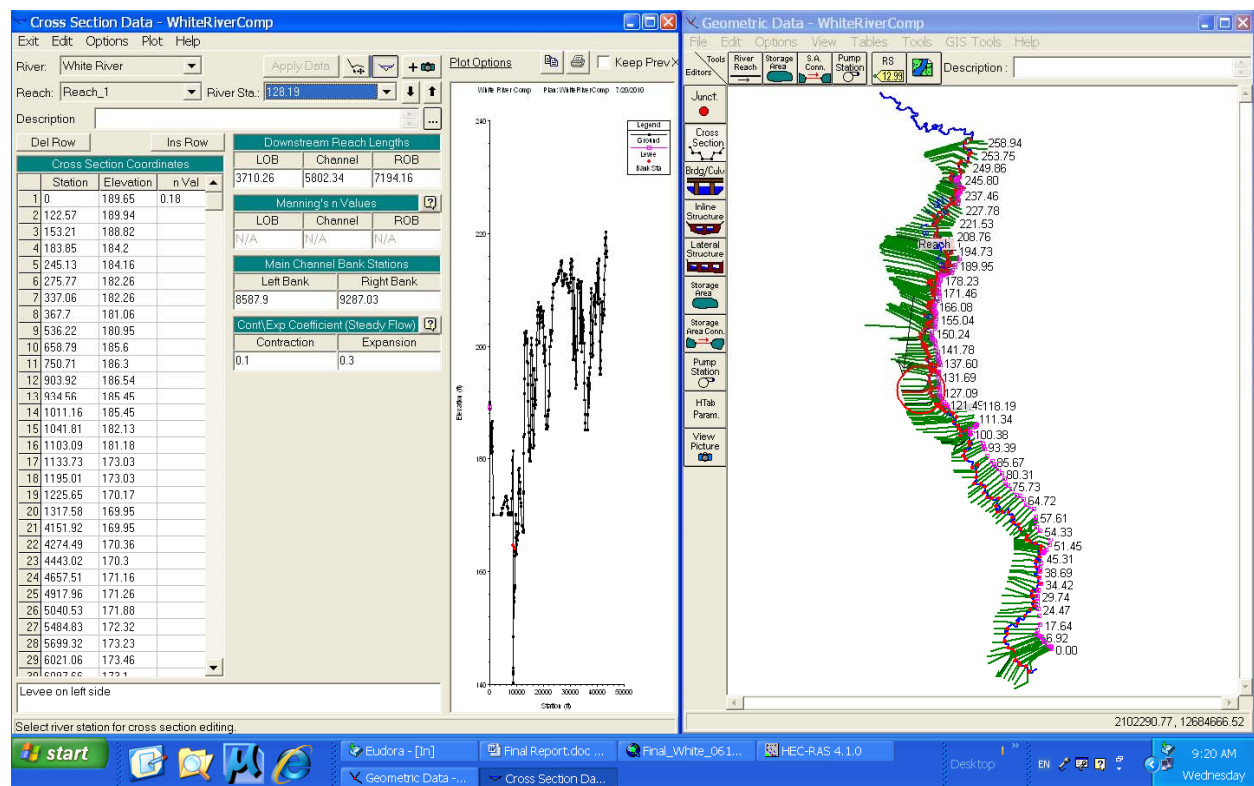 Cross Section Data - WhiteRiverComp
Exit Edit Options Plot Help
River: White River
Apply Data
Plot Options
Keep Prev X
Reach: Reach_1
River Sta.: 128.19
Description
...
Del Row
Ins Row
Cross Section Coordinates
Station Elevation n Val
1 0 189.65 0.18
2 122.57 189.94
3 153.21 188.82
4 183.85 184.2
5 245.13 184.16
6 275.77 182.26
7 337.06 182.26
8 367.7 181.06
9 536.22 180.95
10 658.79 185.6
11 750.71 186.3
12 903.92 186.54
13 934.56 185.45
14 1011.16 185.45
15 1041.81 182.13
16 1103.09 181.18
17 1133.73 173.03
18 1195.01 173.03
19 1225.65 170.17
20 1317.58 169.95
21 4151.92 169.95
22 4274.49 170.36
23 4443.02 170.3
24 4657.51 171.16
25 4917.96 171.26
26 5040.53 171.88
27 5484.83 172.32
28 5699.32 173.23
29 6021.06 173.46
Downstream Reach Lengths
LOB Channel ROB
3710.26 5802.34 7194.16
Manning's n Values
LOB Channel ROB
N/A N/A N/A
Main Channel Bank Stations
Left Bank Right Bank
8587.9 9287.03
Cont\Exp Coefficient (Steady Flow)
Contraction Expansion
0.1 0.3
White River Comp Plan: White River Comp 7/20/2010
Legend
Ground
Levee
Bank Sta
Elevation (ft)
240
220
200
180
160
140
0 10000 20000 30000 40000 50000
Station (ft)
Levee on left side
Select river station for cross section editing.
Geometric Data - WhiteRiverComp
File Edit Options View Tables Tools GIS Tools Help
Tools
Editors
River Reach
Storage Area
S.A. Conn.
Pump Station
RS
12.99
Description :
Junct.
Cross Section
Brdg/Culv
Inline Structure
Lateral Structure
Storage Area
Storage Area Conn.
Pump Station
HTab Param.
View Picture
258.94
253.75
249.86
245.80
237.46
227.78
221.53
208.76
Reach
194.73
189.95
178.23
171.46
166.08
155.04
150.24
141.78
137.60
131.69
127.09
121.49
118.19
111.34
100.38
93.39
85.67
80.31
75.73
64.72
57.61
54.33
51.45
45.31
38.69
34.42
29.74
24.47
17.64
6.92
0.00
2102290.77, 12684666.52
start
Eudora - [In]
Final Report.doc ...
Final_White_061...
HEC-RAS 4.1.0
Geometric Data -...
Cross Section Da...
Desktop
EN
9:20 AM
Wednesday